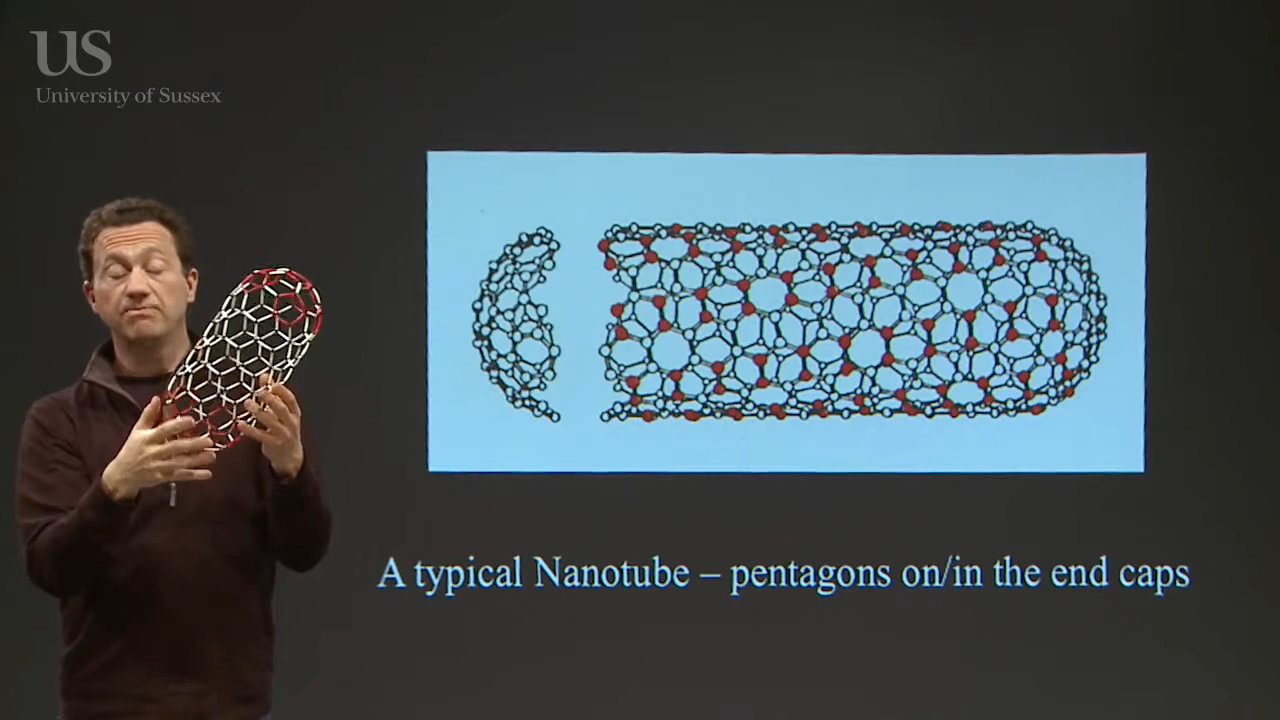 US
University of Sussex
A typical Nanotube – pentagons on/in the end caps